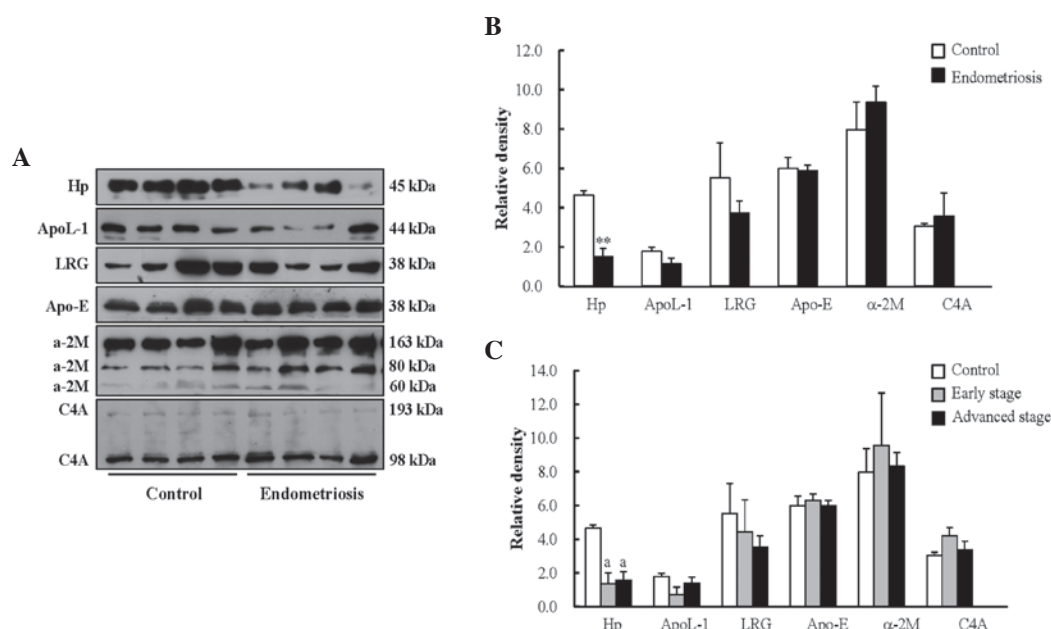 A
Hp 45 kDa
ApoL-1 44 kDa
LRG 38 kDa
Apo-E 38 kDa
a-2M 163 kDa
a-2M 80 kDa
a-2M 60 kDa
C4A 193 kDa
C4A 98 kDa
Control Endometriosis
B
Relative density
12.0
10.0
8.0
6.0
4.0
2.0
0.0
Control
Endometriosis
**
Hp ApoL-1 LRG Apo-E α-2M C4A
C
Relative density
14.0
12.0
10.0
8.0
6.0
4.0
2.0
0.0
Control
Early stage
Advanced stage
a a
Hp ApoL-1 LRG Apo-E α-2M C4A